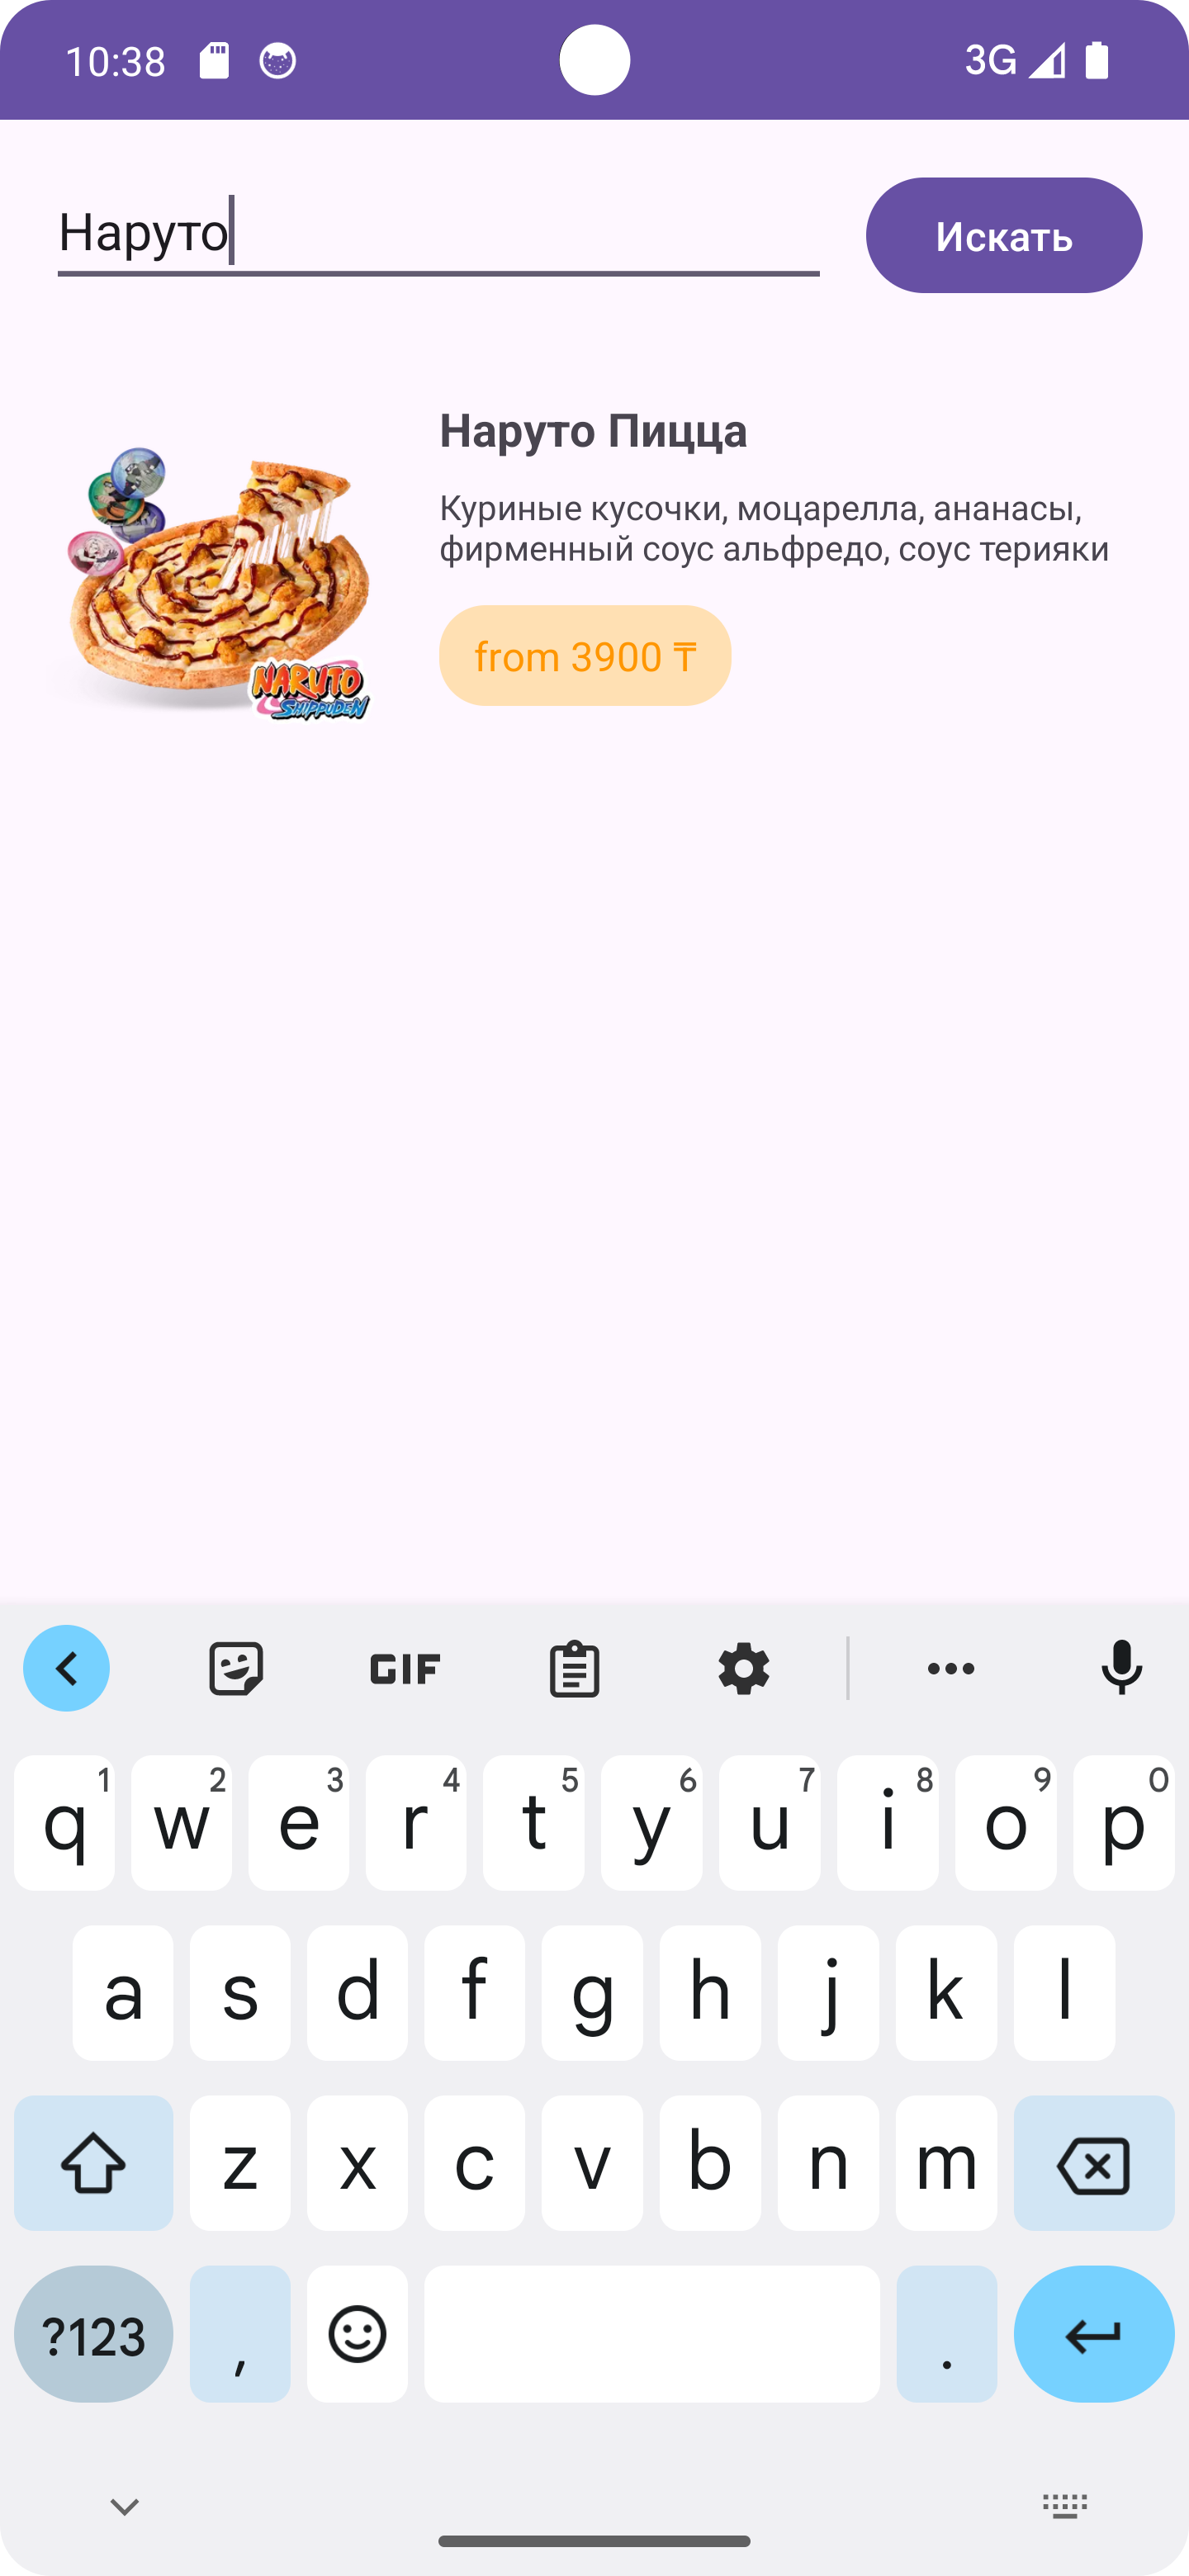 10:38
3G
Наруто
Искать
Наруто Пицца
Куриные кусочки, моцарелла, ананасы,
фирменный соус альфредо, соус терияки
from 3900 ₸
NARUTO
SHIPPUDEN
GIF
q 1 w 2 e 3 r 4 t 5 y 6 u 7 i 8 o 9 p 0
a s d f g h j k l
z x c v b n m
?123 , .